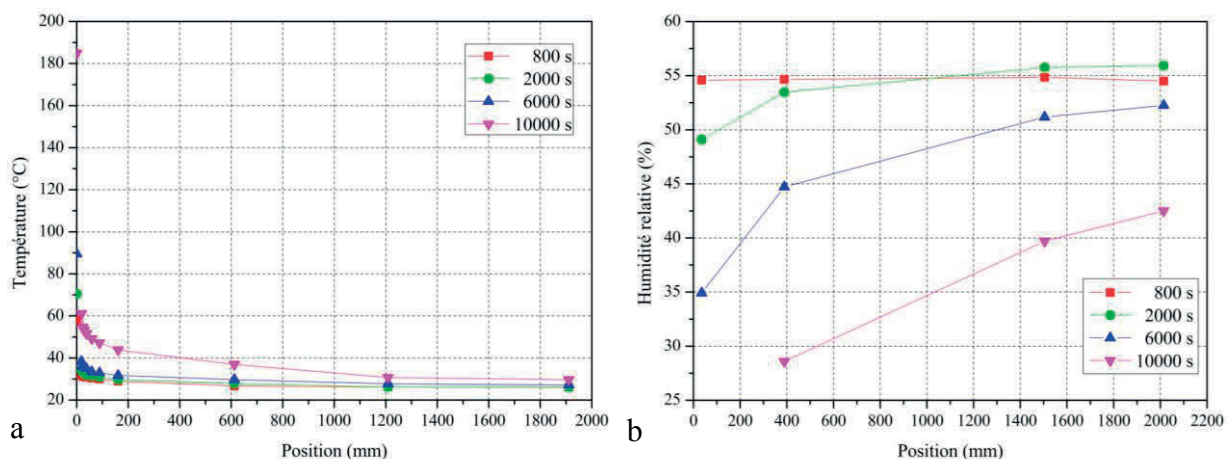 200
180
160
140
120
100
80
60
40
20
Température (°C)
800 s
2000 s
6000 s
10000 s
0 200 400 600 800 1000 1200 1400 1600 1800 2000
Position (mm)
a
60
55
50
45
40
35
30
25
Humidité relative (%)
800 s
2000 s
6000 s
10000 s
0 200 400 600 800 1000 1200 1400 1600 1800 2000 2200
Position (mm)
b